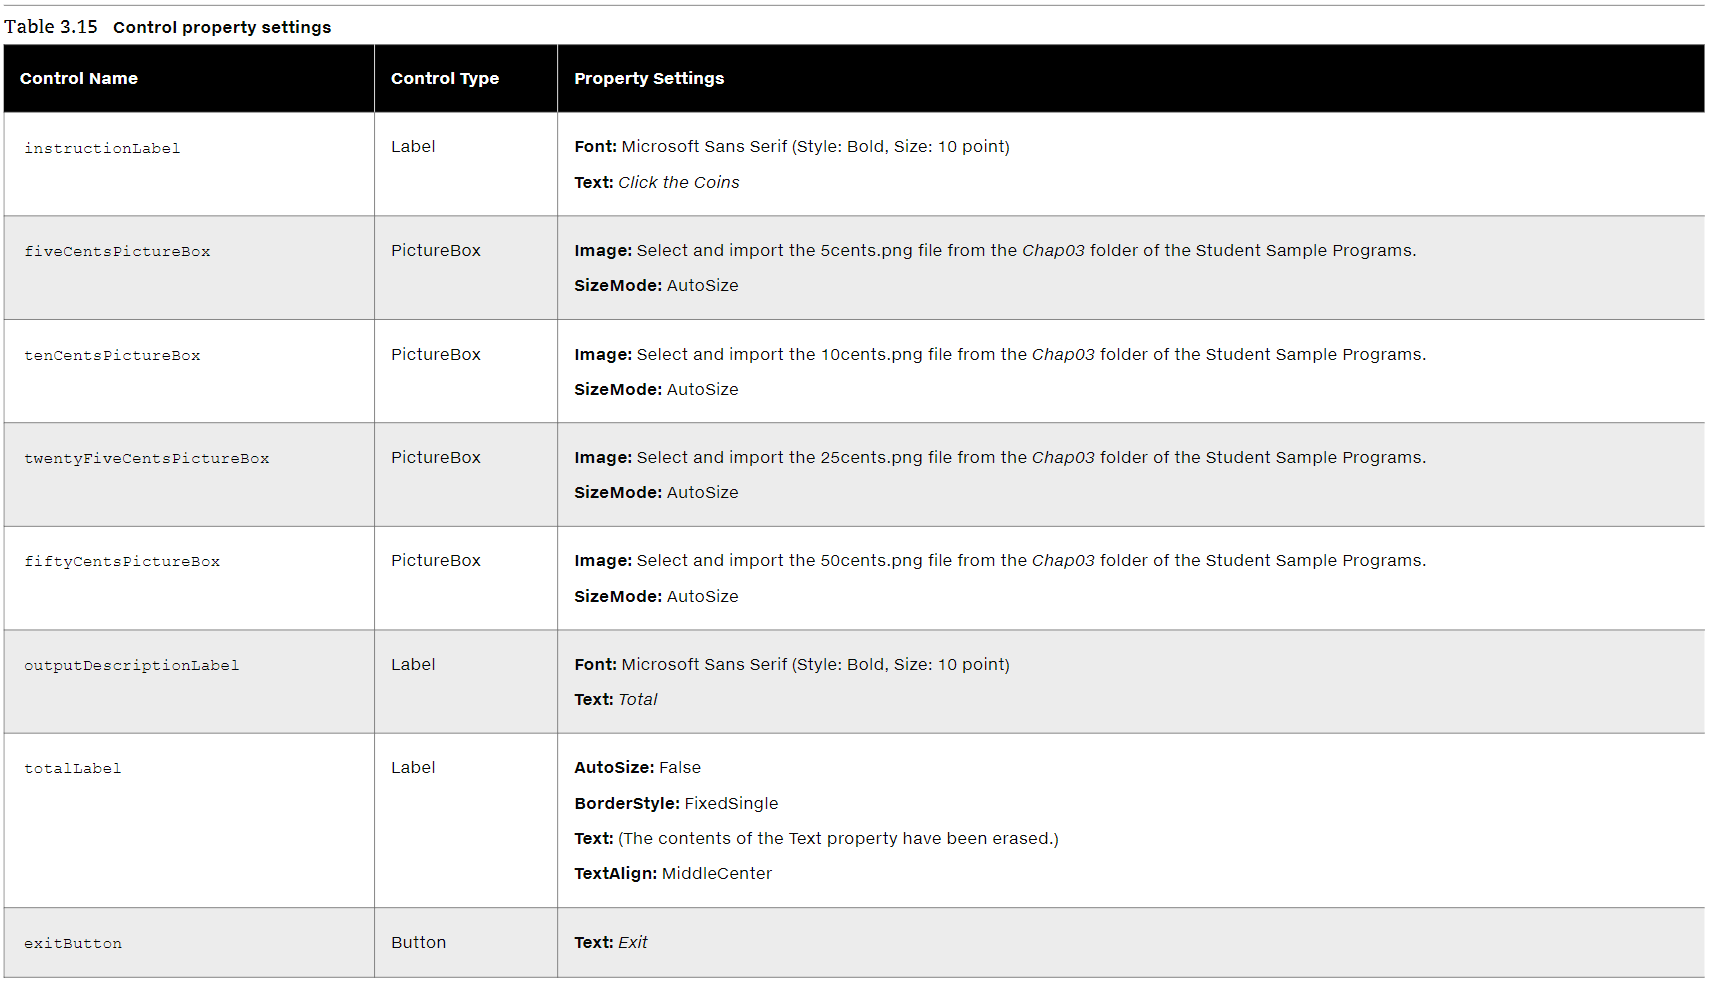 Table 3.15 Control property settings
Control Name Control Type Property Settings
instructionLabel Label Font: Microsoft Sans Serif (Style: Bold, Size: 10 point)
Text: Click the Coins
fiveCentsPictureBox PictureBox Image: Select and import the 5cents.png file from the Chap03 folder of the Student Sample Programs.
SizeMode: AutoSize
tenCentsPictureBox PictureBox Image: Select and import the 10cents.png file from the Chap03 folder of the Student Sample Programs.
SizeMode: AutoSize
twentyFiveCentsPictureBox PictureBox Image: Select and import the 25cents.png file from the Chap03 folder of the Student Sample Programs.
SizeMode: AutoSize
fiftyCentsPictureBox PictureBox Image: Select and import the 50cents.png file from the Chap03 folder of the Student Sample Programs.
SizeMode: AutoSize
outputDescriptionLabel Label Font: Microsoft Sans Serif (Style: Bold, Size: 10 point)
Text: Total
totalLabel Label AutoSize: False
BorderStyle: FixedSingle
Text: (The contents of the Text property have been erased.)
TextAlign: MiddleCenter
exitButton Button Text: Exit